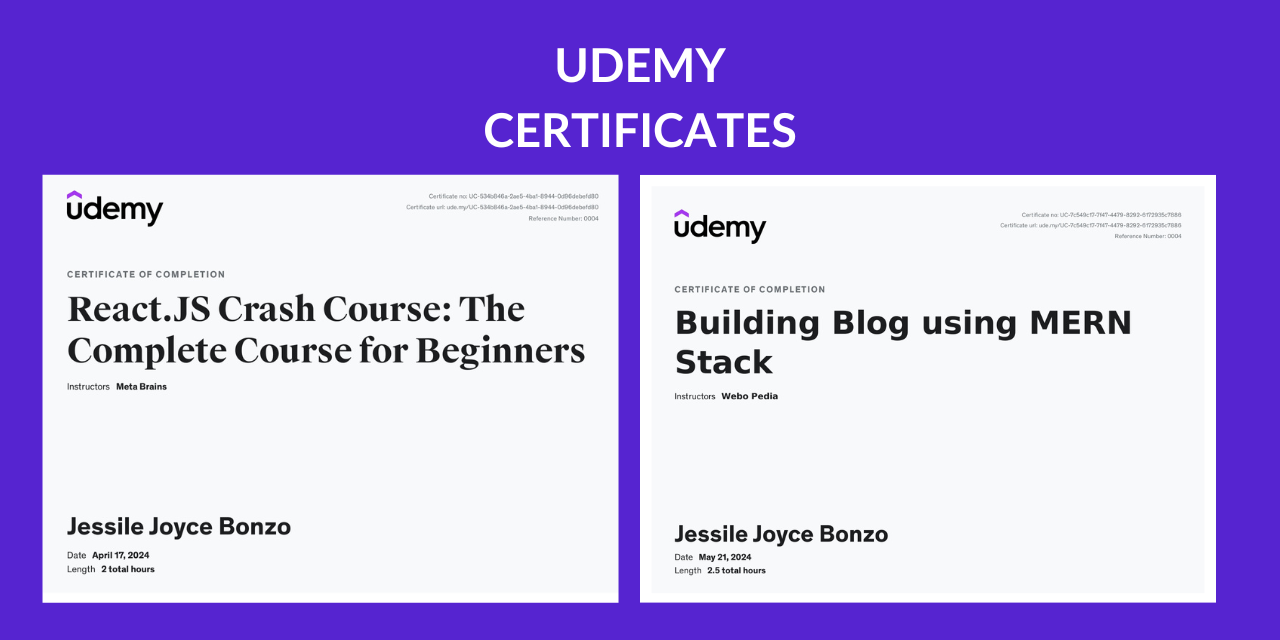 UDEMY
CERTIFICATES
udemy
Certificate no: UC-534b846a-2ae5-4ba1-8944-0d96debefd80
Certificate url: ude.my/UC-534b846a-2ae5-4ba1-8944-0d96debefd80
Reference Number: 0004
CERTIFICATE OF COMPLETION
React.JS Crash Course: The
Complete Course for Beginners
Instructors Meta Brains
Jessile Joyce Bonzo
Date April 17, 2024
Length 2 total hours
udemy
Certificate no: UC-7c549c17-7f47-4479-8292-6172935c7986
Certificate url: ude.my/UC-7c549c17-7f47-4479-8292-6172935c7986
Reference Number: 0004
CERTIFICATE OF COMPLETION
Building Blog using MERN
Stack
Instructors Webo Pedia
Jessile Joyce Bonzo
Date May 21, 2024
Length 2.5 total hours